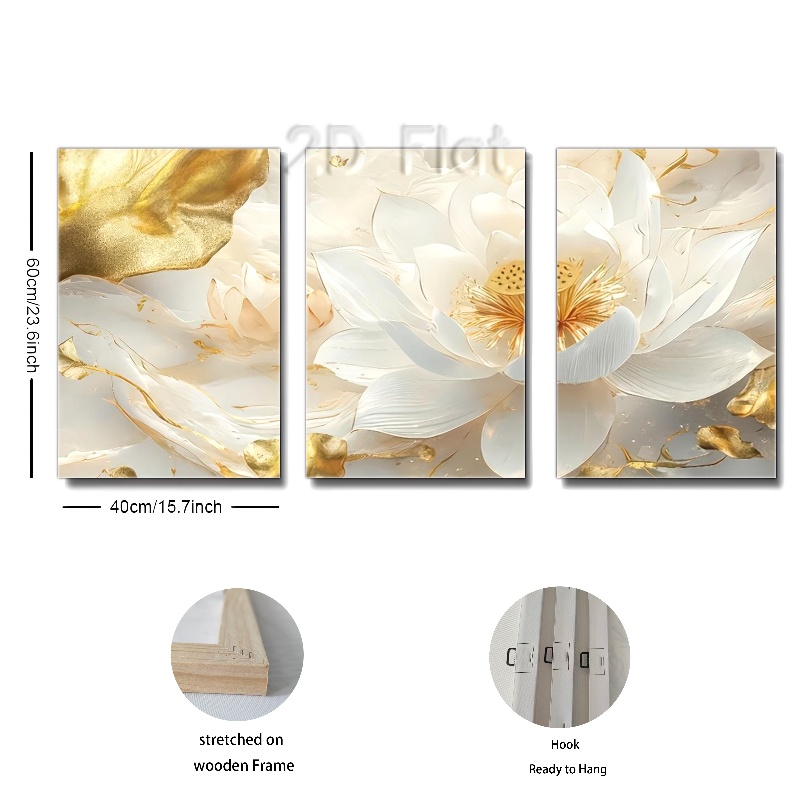 2D Flat
60cm/23.6inch
40cm/15.7inch
stretched on
wooden Frame
Hook
Ready to Hang